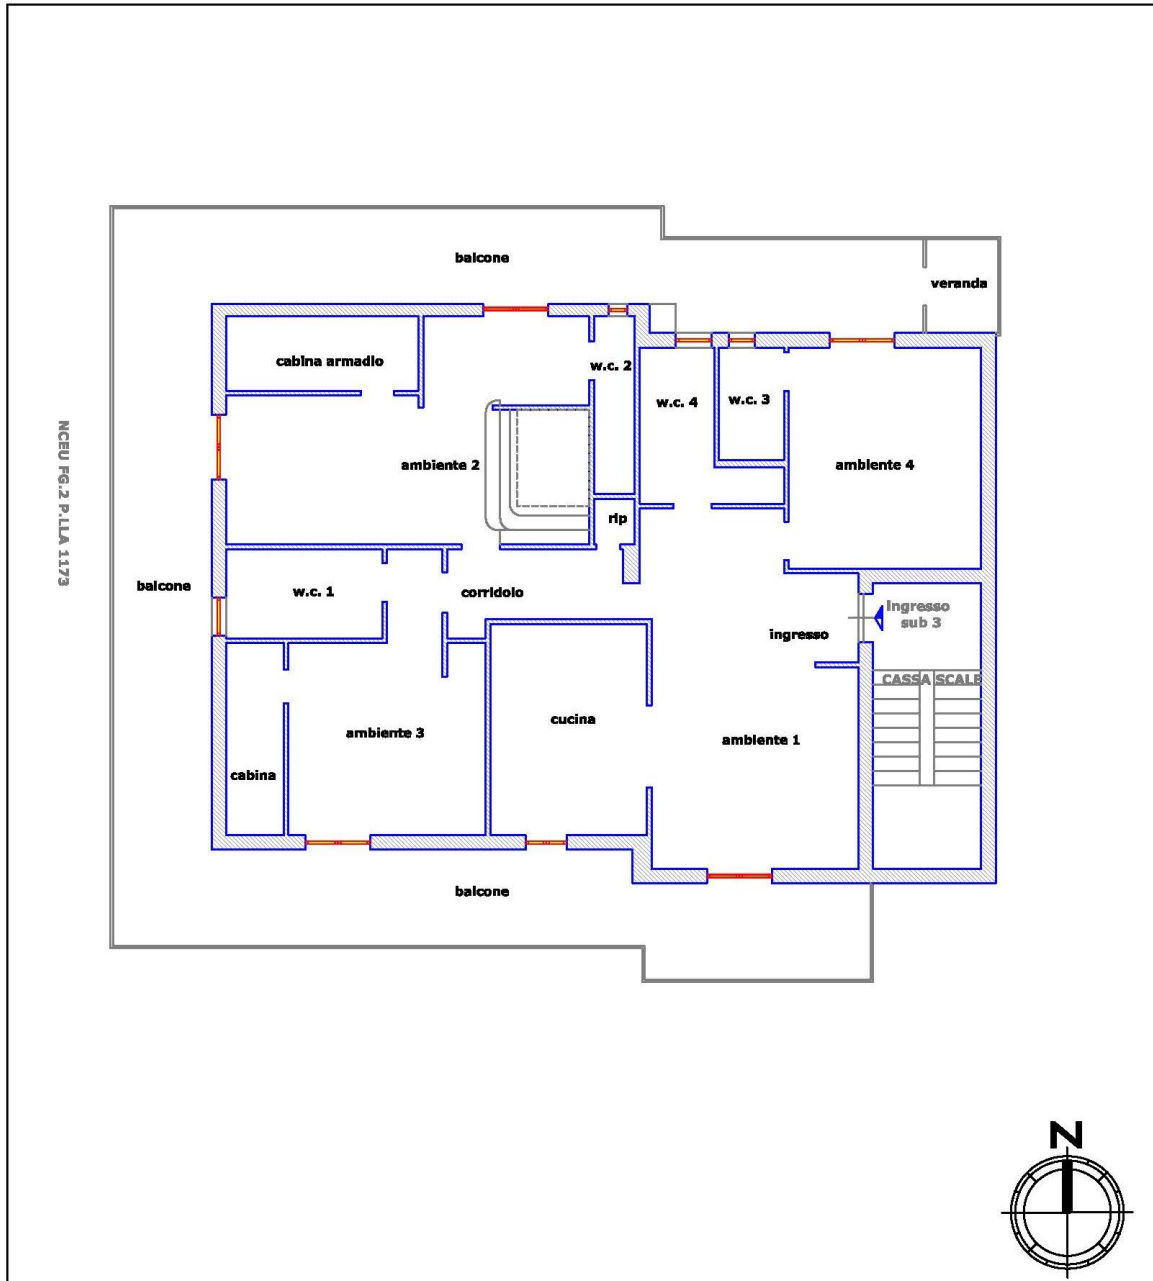 balcone
veranda
cabina armadio
w.c. 2
w.c. 4
w.c. 3
ambiente 2
ambiente 4
rip
NCEU FG.2 P.LLA 1173
balcone
w.c. 1
corridoio
ingresso
Ingresso
sub 3
CASSA SCALE
cucina
ambiente 3
ambiente 1
cabina
balcone
N